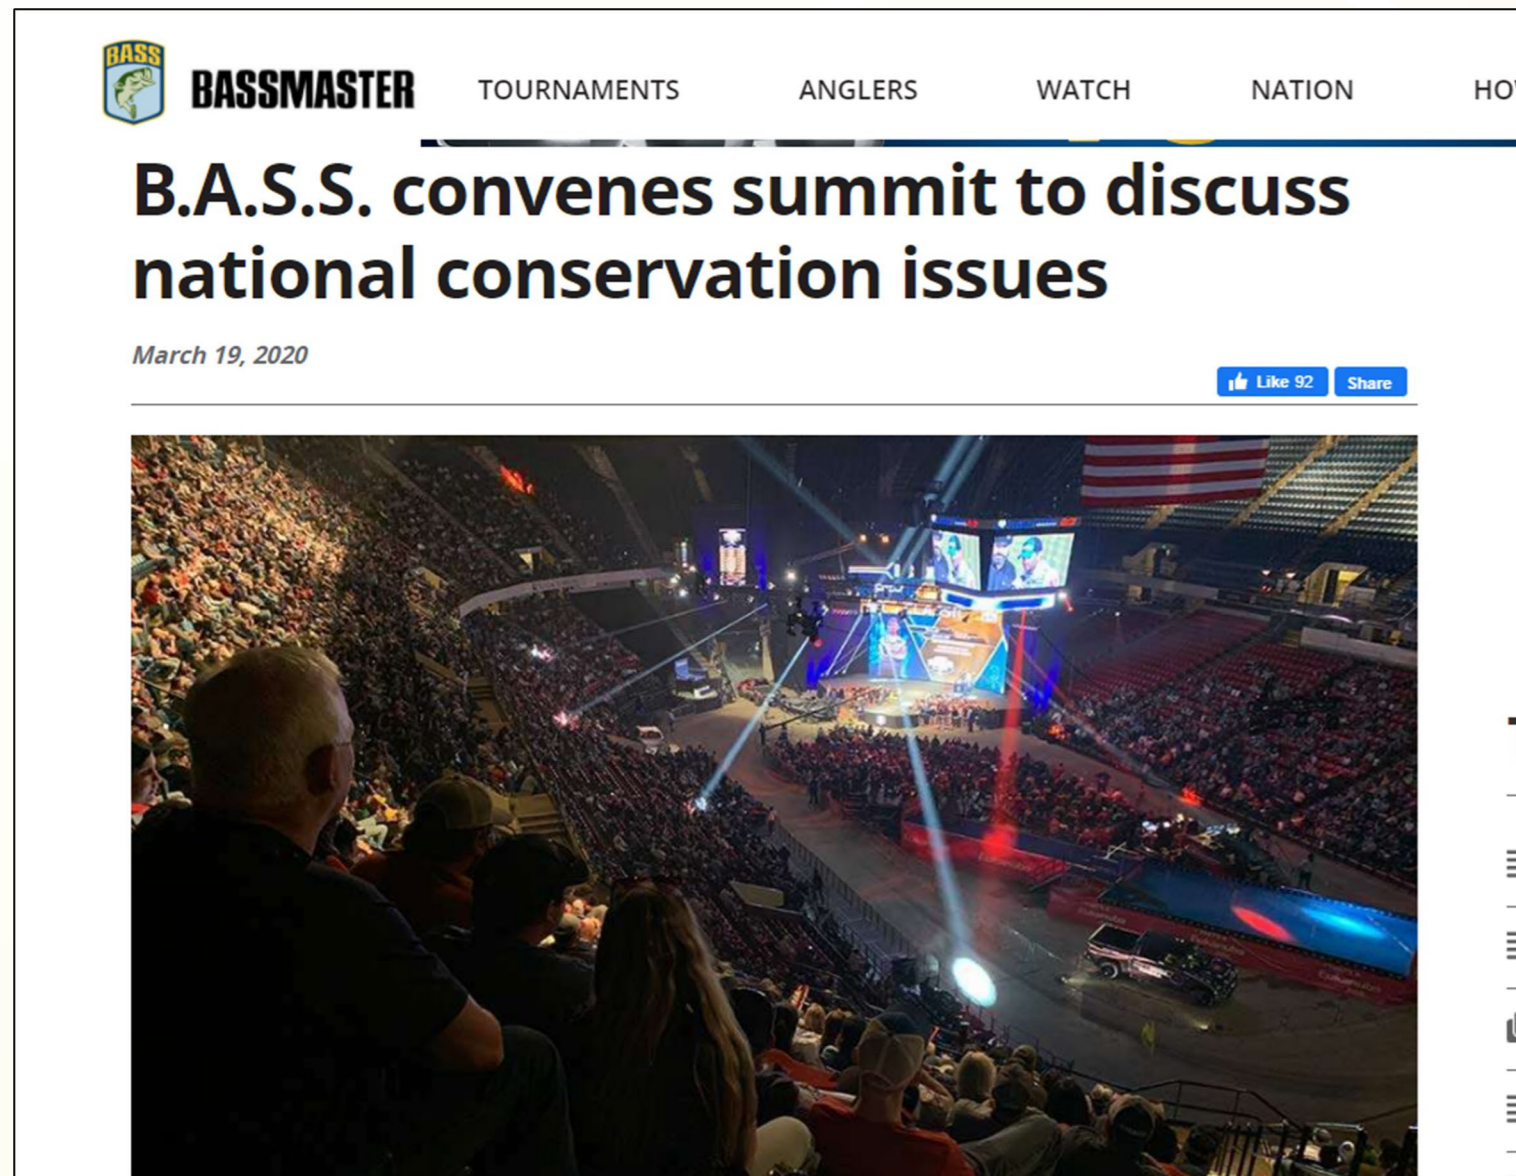 BASS
BASSMASTER
TOURNAMENTS
ANGLERS
WATCH
NATION
B.A.S.S. convenes summit to discuss
national conservation issues
March 19, 2020
Like 92
Share